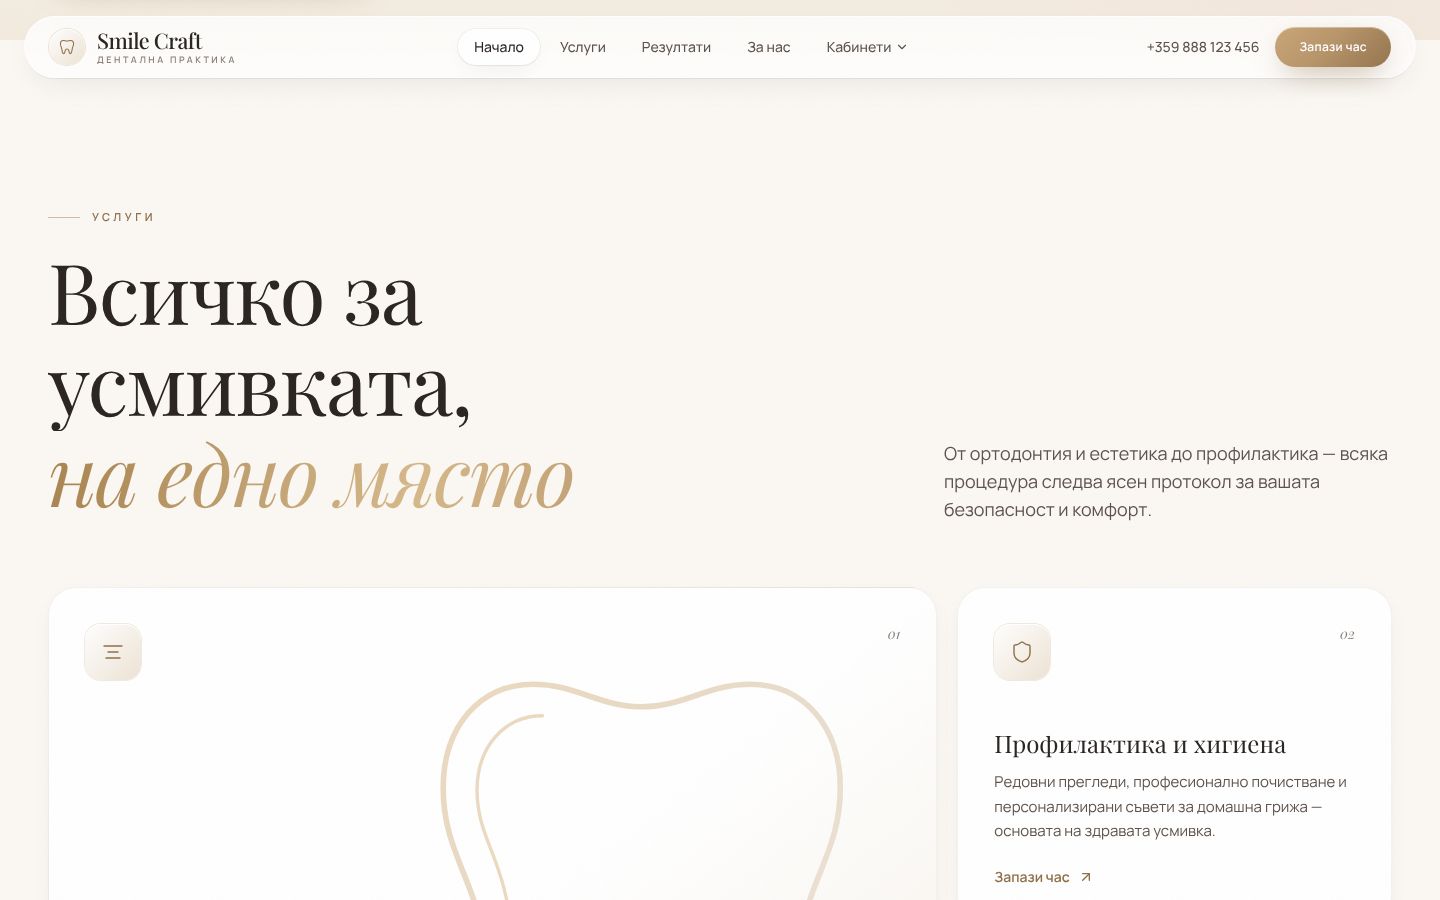 Smile Craft
ДЕНТАЛНА ПРАКТИКА
Начало
Услуги
Резултати
За нас
Кабинети
+359 888 123 456
Запази час
УСЛУГИ
Всичко за
усмивката,
на едно място
От ортодонтия и естетика до профилактика — всяка
процедура следва ясен протокол за вашата
безопасност и комфорт.
01
02
Профилактика и хигиена
Редовни прегледи, професионално почистване и
персонализирани съвети за домашна грижа —
основата на здравата усмивка.
Запази час